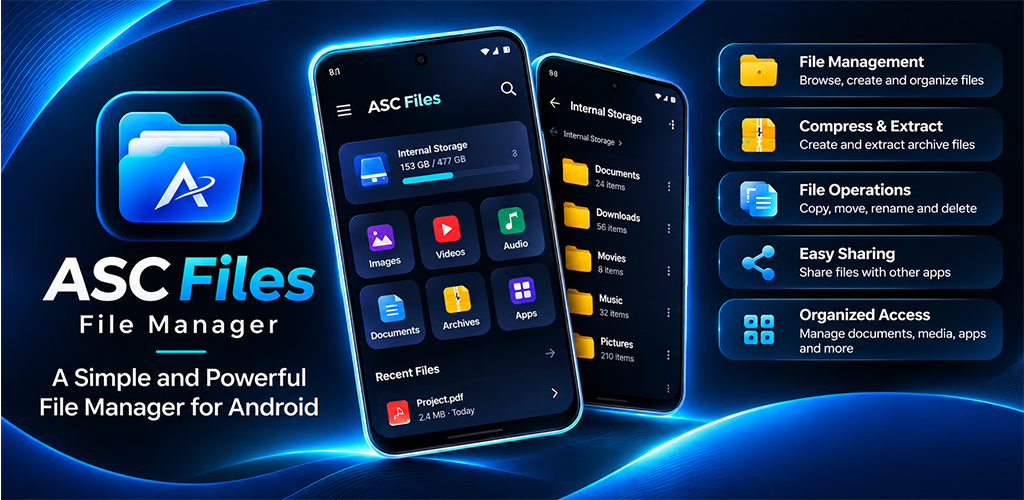 ASC Files
File Manager
A Simple and Powerful
File Manager for Android
ASC Files
Internal Storage
153 GB / 477 GB
Images
Videos
Audio
Documents
Archives
Apps
Recent Files
Project.pdf
2.4 MB · Today
Internal Storage
Internal Storage
Documents
24 items
Downloads
56 items
Movies
8 items
Music
32 items
Pictures
210 items
File Management
Browse, create and organize files
Compress & Extract
Create and extract archive files
File Operations
Copy, move, rename and delete
Easy Sharing
Share files with other apps
Organized Access
Manage documents, media, apps
and more